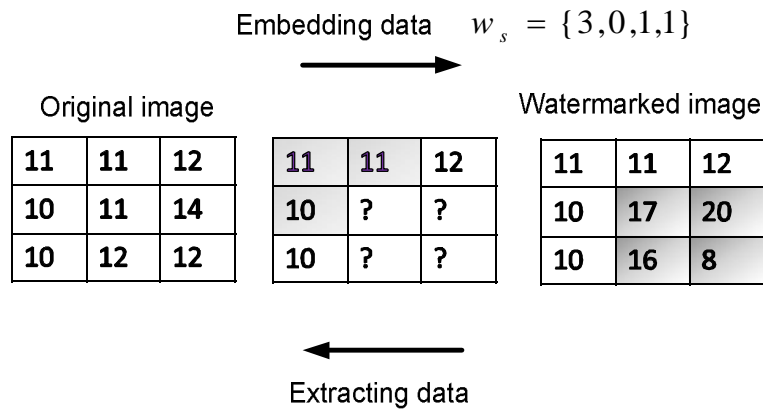 Embedding data w_s = {3,0,1,1}
Original image
Watermarked image
11 11 12
10 11 14
10 12 12
11 11 12
10 ? ?
10 ? ?
11 11 12
10 17 20
10 16 8
Extracting data